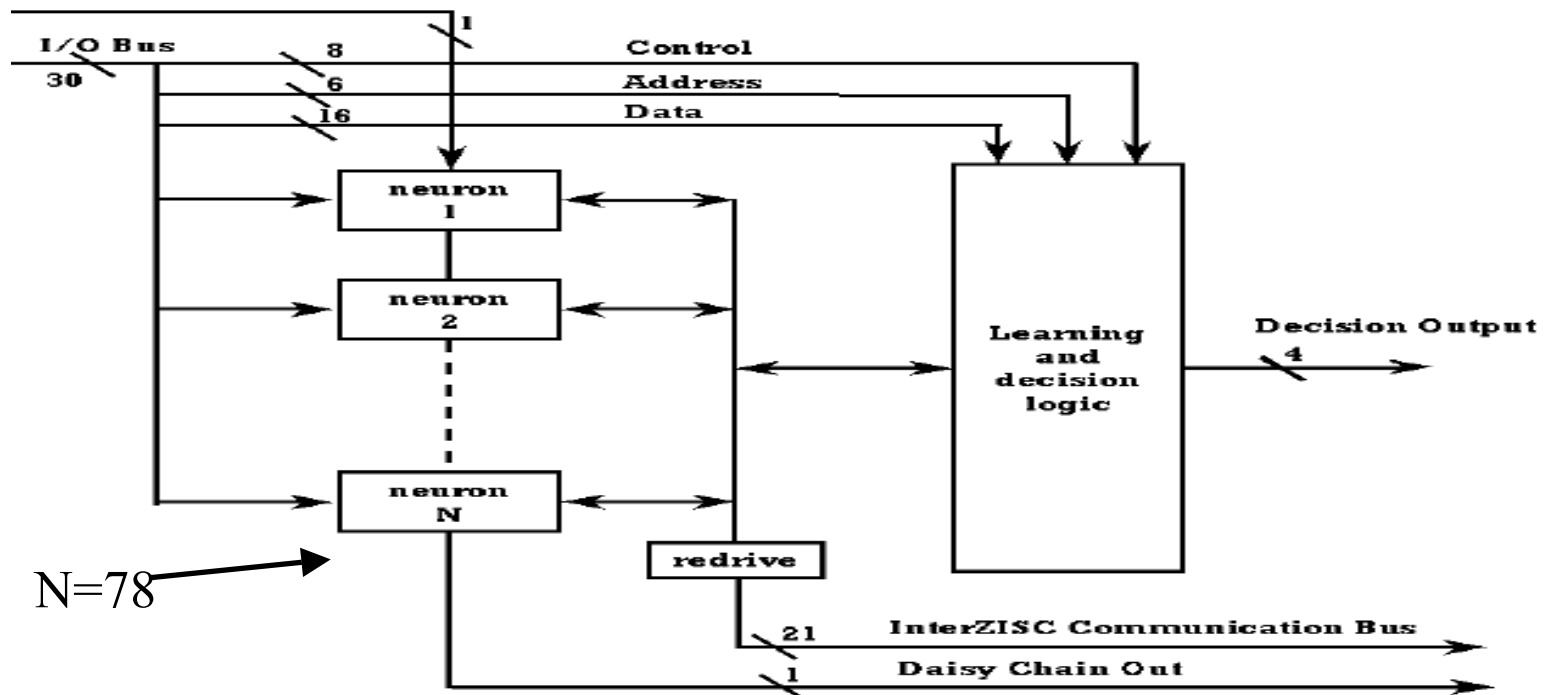 1
I/O Bus
30
8
Control
6
Address
16
Data
neuron
1
neuron
2
neuron
N
N=78
redrive
Learning
and
decision
logic
Decision Output
4
21
InterZISC Communication Bus
1
Daisy Chain Out